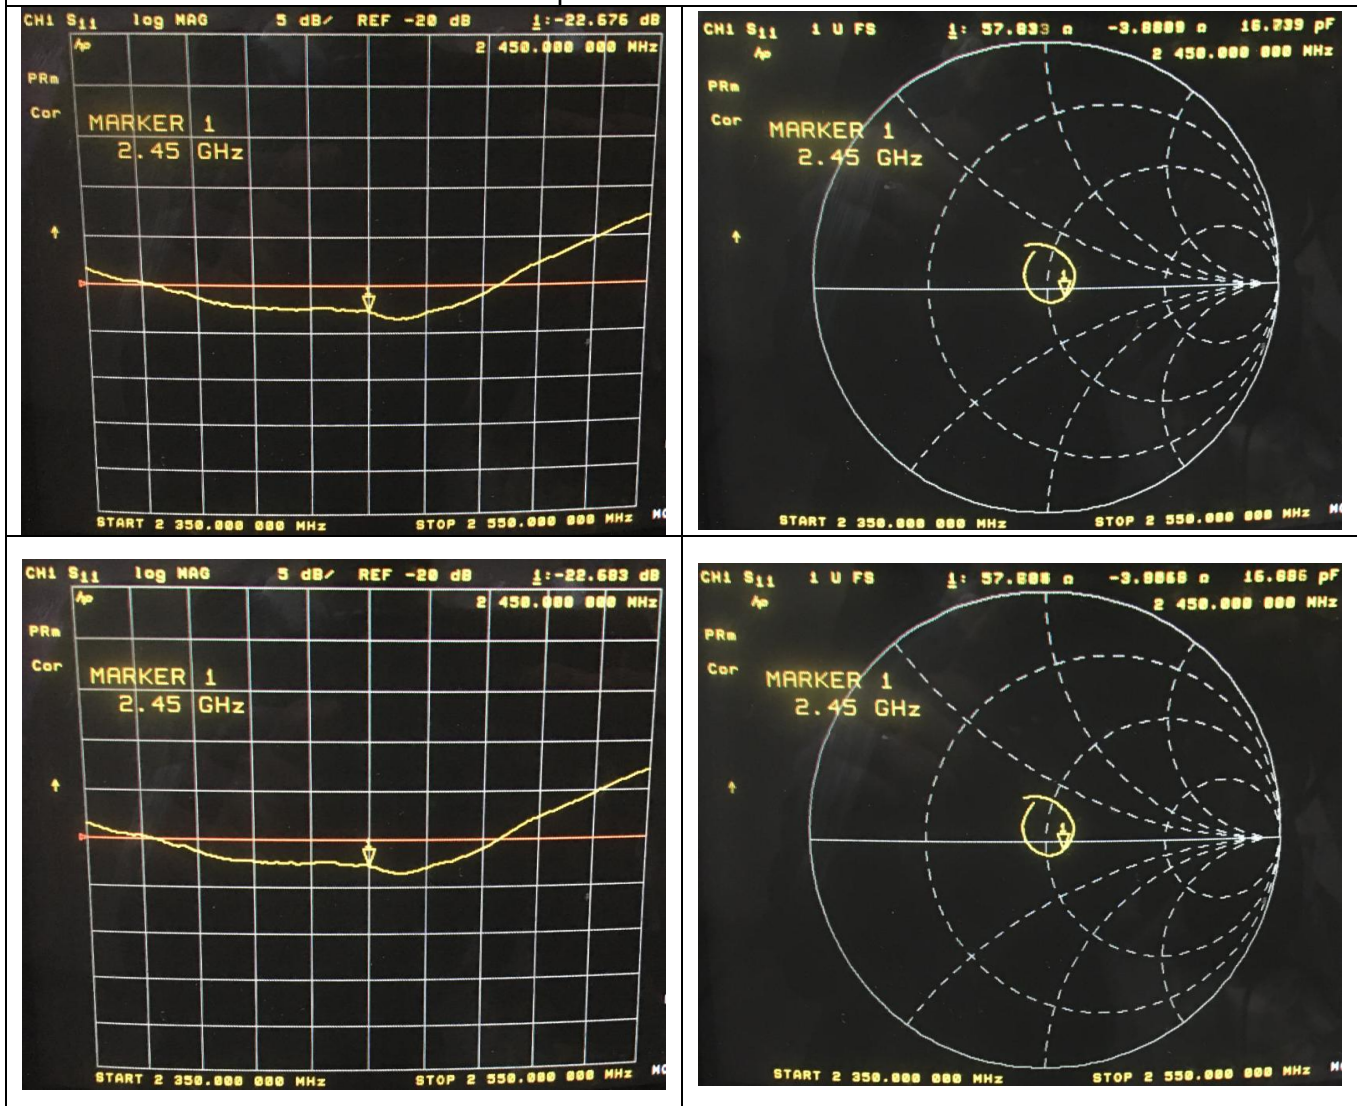 CH1 S11 log MAG 5 dB/ REF -20 dB 1:-22.676 dB
hp 2 450.000 000 MHz
PRm
Cor
MARKER 1
2.45 GHz
START 2 350.000 000 MHz STOP 2 550.000 000 MHz
CH1 S11 1 U FS 1: 57.833 Ω -3.8809 Ω 16.739 pF
hp 2 450.000 000 MHz
PRm
Cor
MARKER 1
2.45 GHz
START 2 350.000 000 MHz STOP 2 550.000 000 MHz
CH1 S11 log MAG 5 dB/ REF -20 dB 1:-22.683 dB
hp 2 450.000 000 MHz
PRm
Cor
MARKER 1
2.45 GHz
START 2 350.000 000 MHz STOP 2 550.000 000 MHz
CH1 S11 1 U FS 1: Ω Ω pF
hp 2 450.000 000 MHz
PRm
Cor
MARKER 1
2.45 GHz
START 2 350.000 000 MHz STOP 2 550.000 000 MHz